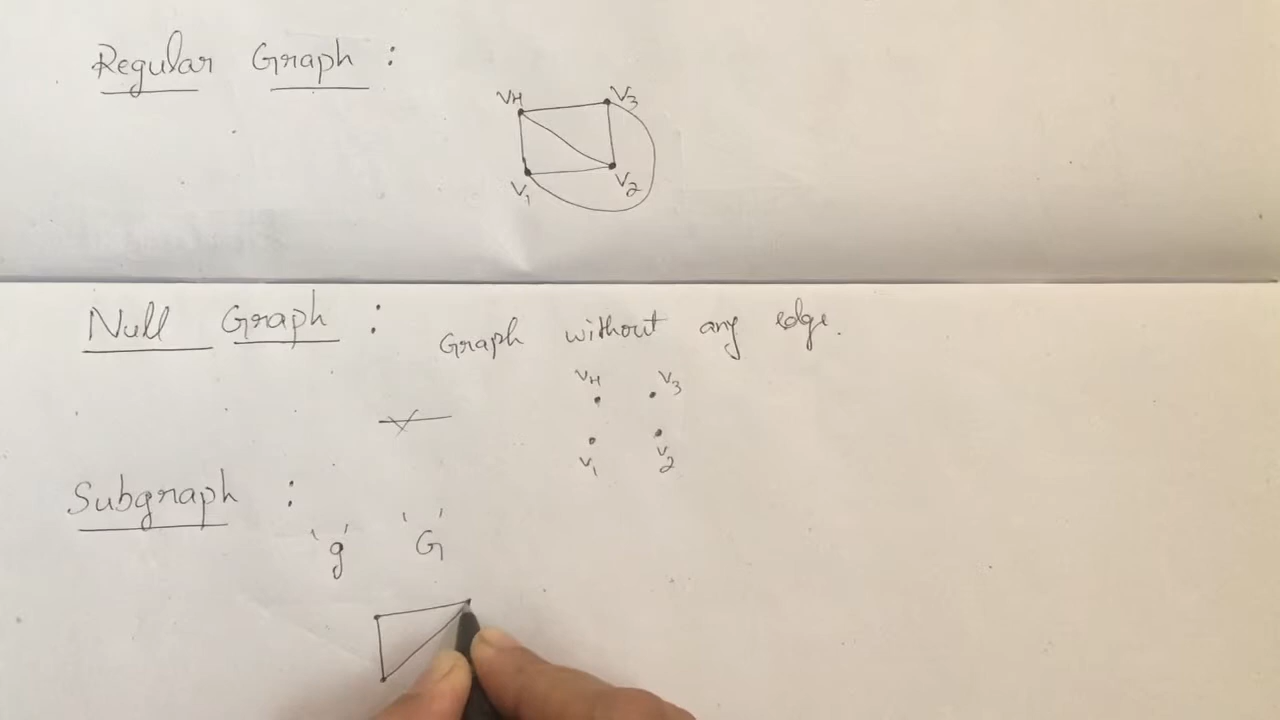 Regular Graph :
V4 V3
V1 V2
Null Graph : Graph without any edge.
V4 V3
V1 V2
Subgraph :
'g' 'G'